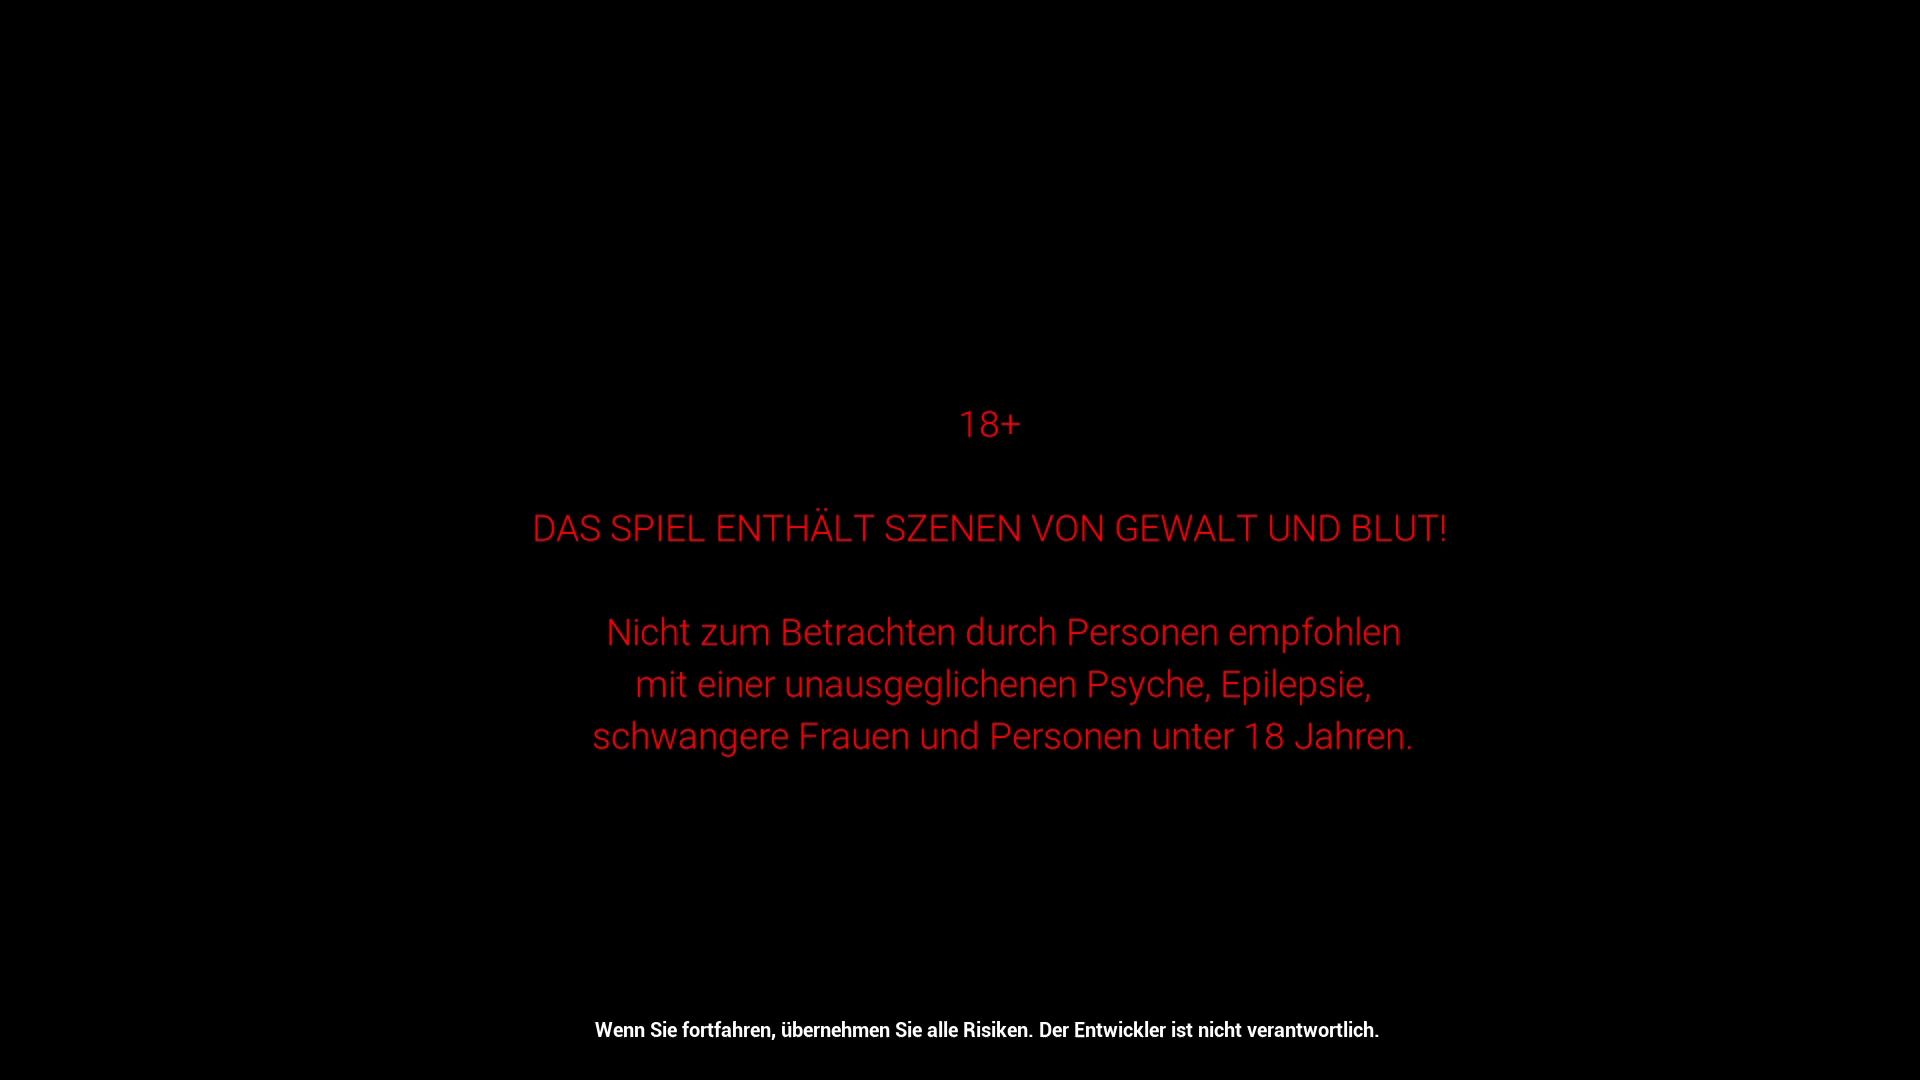 18+
DAS SPIEL ENTHÄLT SZENEN VON GEWALT UND BLUT!
Nicht zum Betrachten durch Personen empfohlen
mit einer unausgeglichenen Psyche, Epilepsie,
schwangere Frauen und Personen unter 18 Jahren.
Wenn Sie fortfahren, übernehmen Sie alle Risiken. Der Entwickler ist nicht verantwortlich.